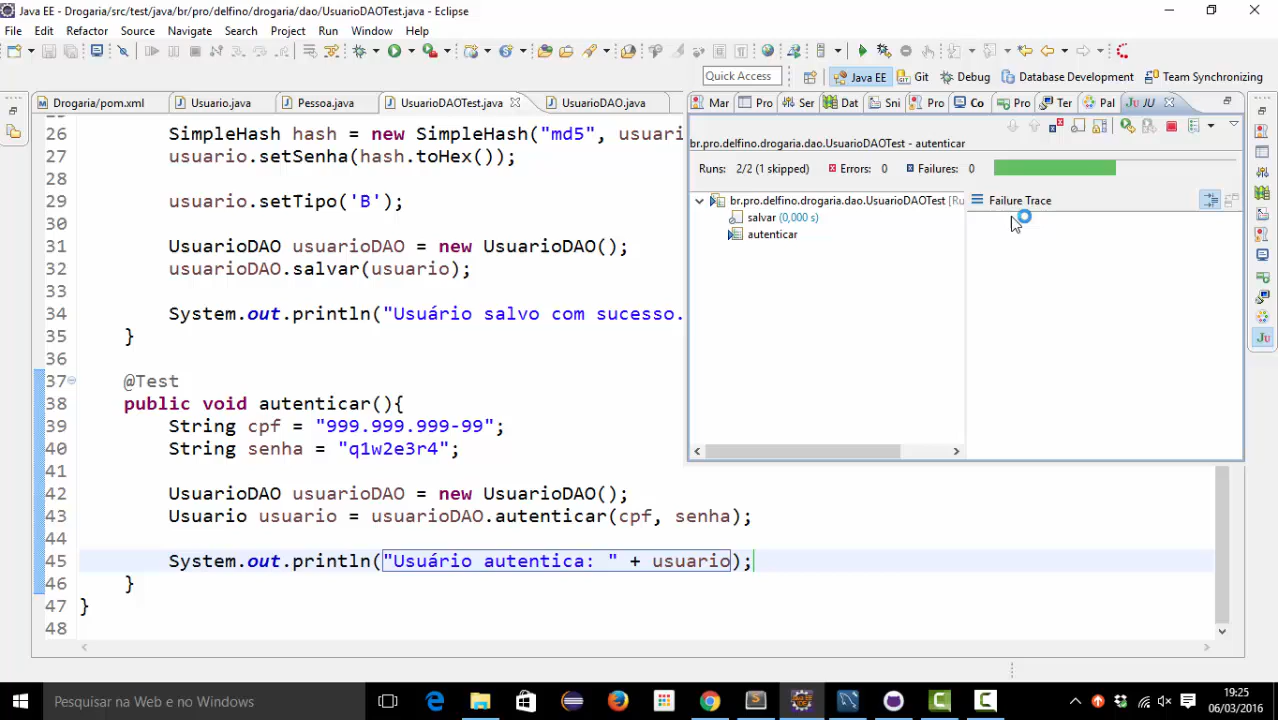 Java EE - Drogaria/src/test/java/br/pro/delfino/drogaria/dao/UsuarioDAOTest.java - Eclipse
File Edit Refactor Source Navigate Search Project Run Window Help
Quick Access Java EE Git Debug Database Development Team Synchronizing
Drogaria/pom.xml Usuario.java Pessoa.java UsuarioDAOTest.java UsuarioDAO.java
Mar Pro Ser Dat Sni Pro Co Pro Ter Pal JU
br.pro.delfino.drogaria.dao.UsuarioDAOTest - autenticar
Runs: 2/2 (1 skipped) Errors: 0 Failures: 0
br.pro.delfino.drogaria.dao.UsuarioDAOTest [Ru
salvar (0,000 s)
autenticar
Failure Trace
26 SimpleHash hash = new SimpleHash("md5", usuari
27 usuario.setSenha(hash.toHex());
28
29 usuario.setTipo('B');
30
31 UsuarioDAO usuarioDAO = new UsuarioDAO();
32 usuarioDAO.salvar(usuario);
33
34 System.out.println("Usuário salvo com sucesso.
35 }
36
37 @Test
38 public void autenticar(){
39 String cpf = "999.999.999-99";
40 String senha = "q1w2e3r4";
41
42 UsuarioDAO usuarioDAO = new UsuarioDAO();
43 Usuario usuario = usuarioDAO.autenticar(cpf, senha);
44
45 System.out.println("Usuário autentica: " + usuario);
46 }
47 }
48
Pesquisar na Web e no Windows
19:25
06/03/2016